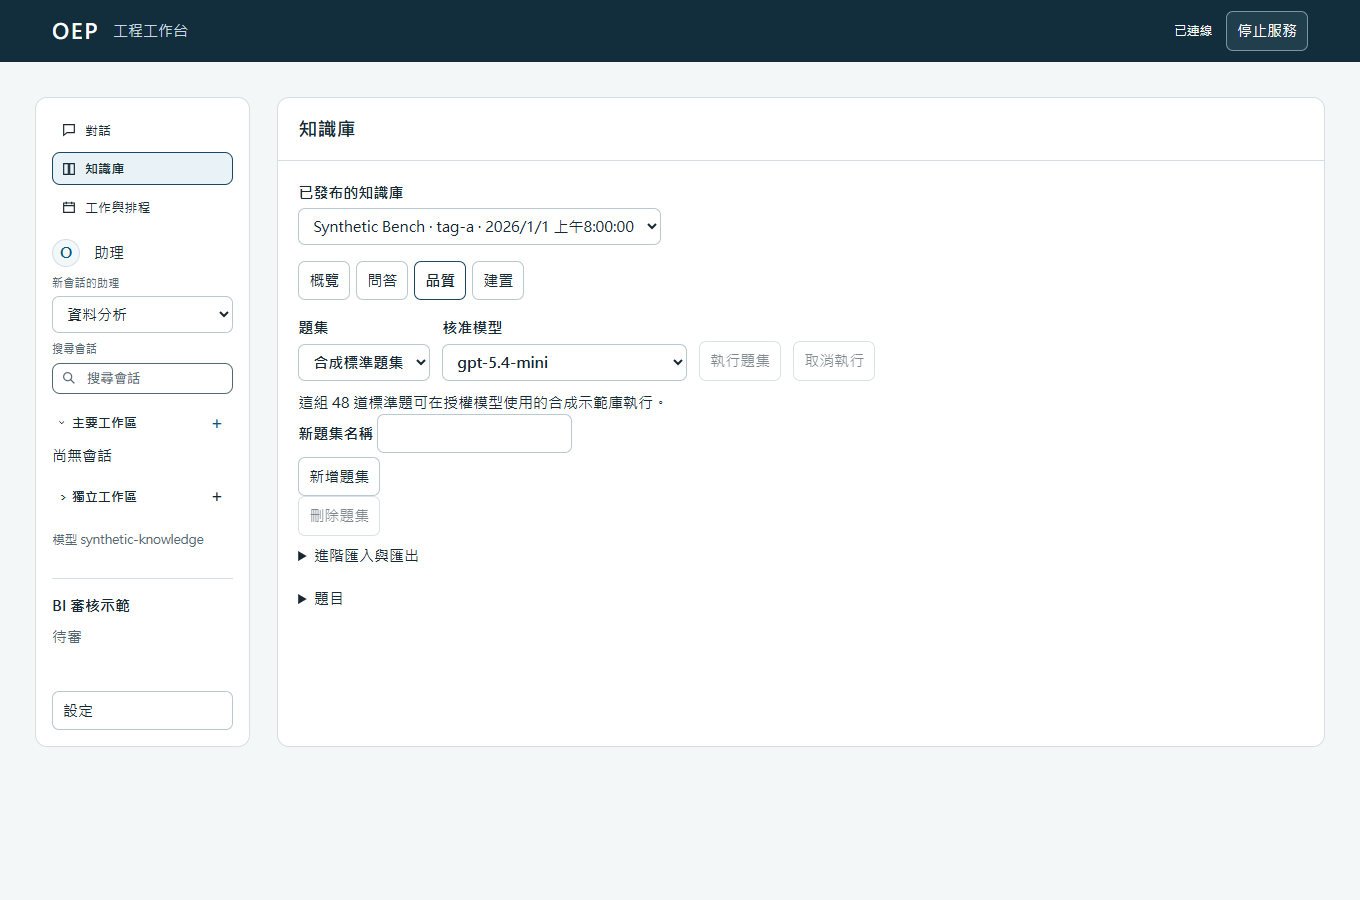 OEP 工程工作台
已連線 停止服務
對話
知識庫
工作與排程
O 助理
新會話的助理
資料分析
搜尋會話
搜尋會話
主要工作區 +
尚無會話
獨立工作區 +
模型 synthetic-knowledge
BI 審核示範
待審
設定
知識庫
已發布的知識庫
Synthetic Bench · tag-a · 2026/1/1 上午8:00:00
概覽 問答 品質 建置
題集 核准模型
合成標準題集 gpt-5.4-mini 執行題集 取消執行
這組 48 道標準題可在授權模型使用的合成示範庫執行。
新題集名稱
新增題集
刪除題集
進階匯入與匯出
題目